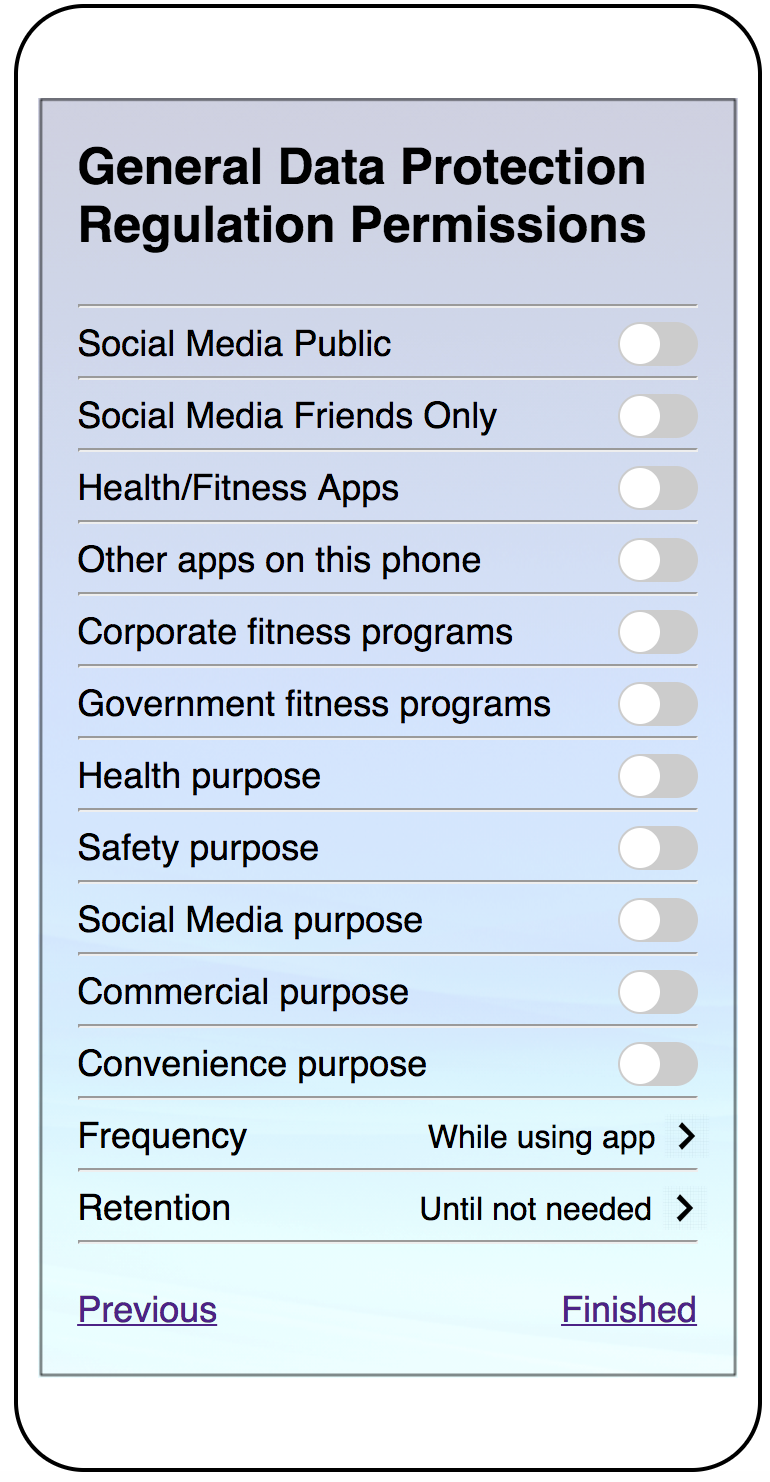 General Data Protection
Regulation Permissions
Social Media Public
Social Media Friends Only
Health/Fitness Apps
Other apps on this phone
Corporate fitness programs
Government fitness programs
Health purpose
Safety purpose
Social Media purpose
Commercial purpose
Convenience purpose
Frequency While using app
Retention Until not needed
Previous Finished